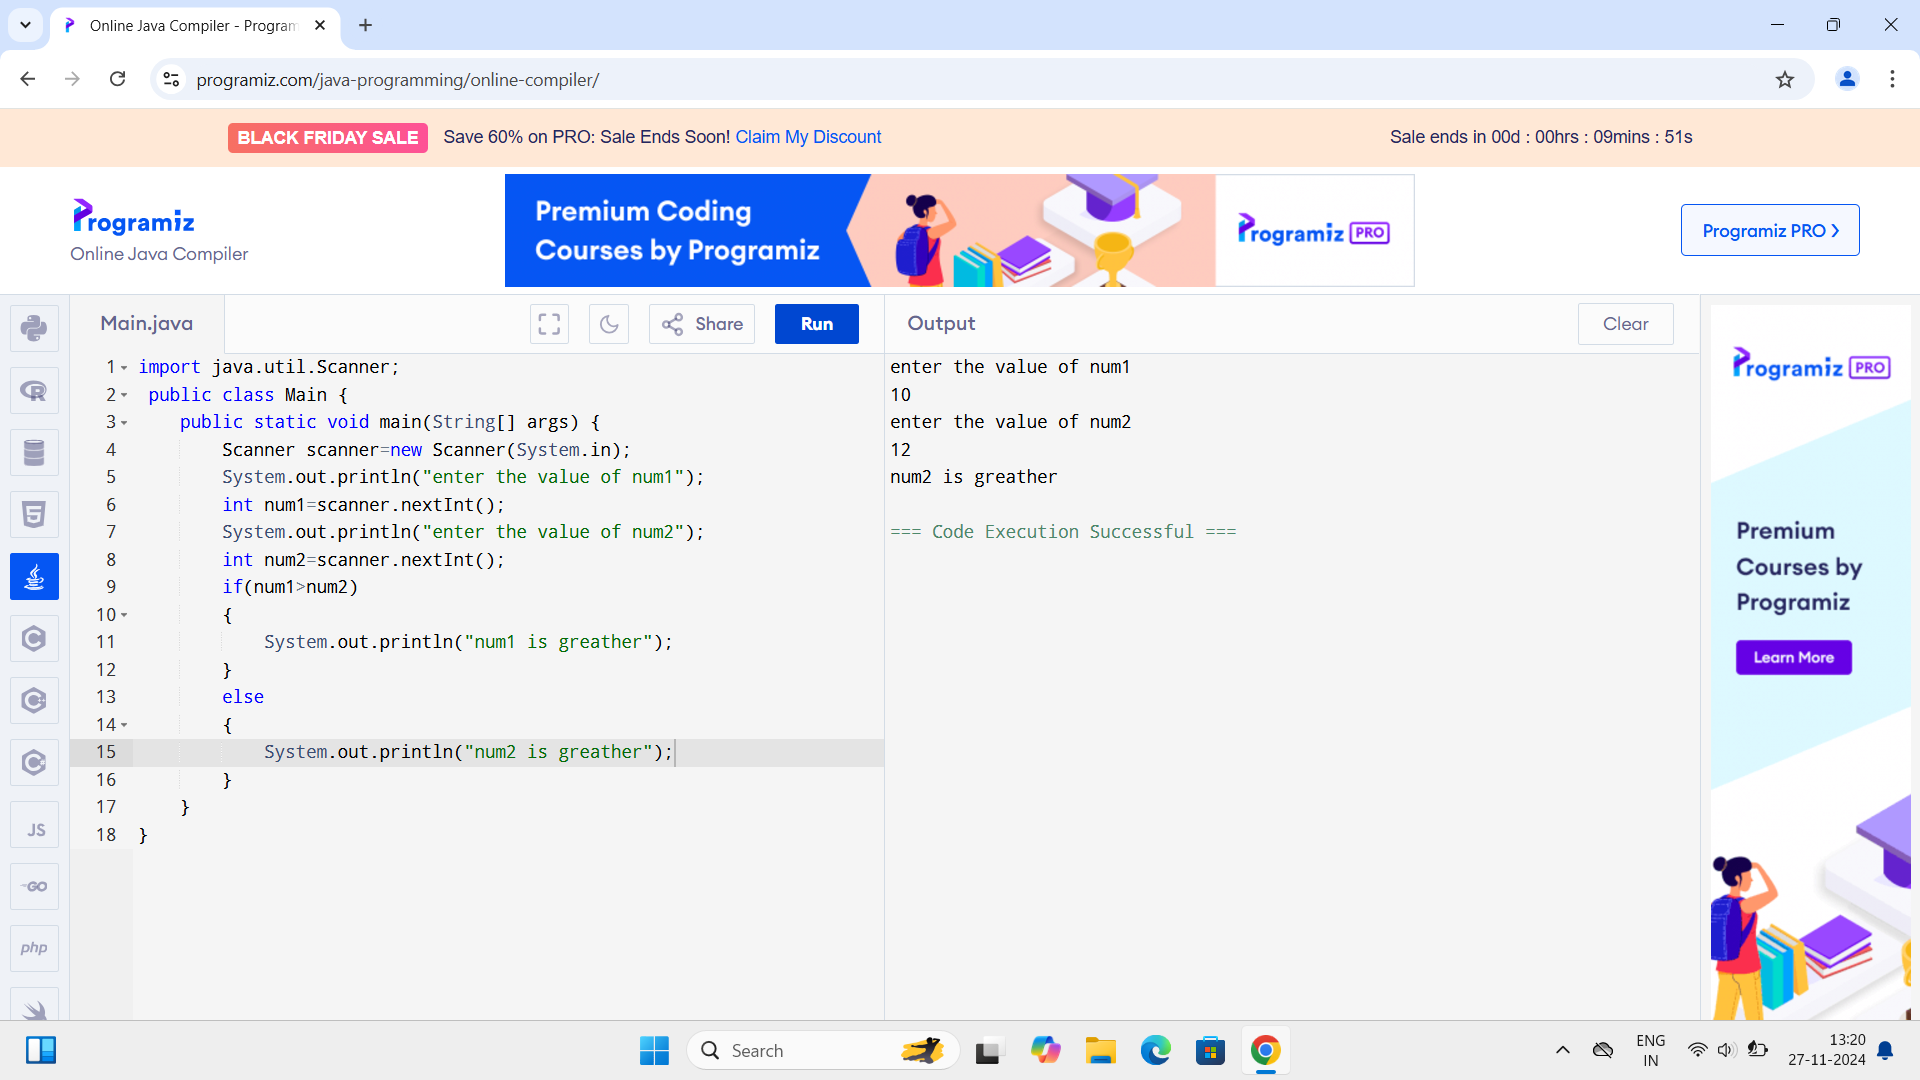 Online Java Compiler - Program
programiz.com/java-programming/online-compiler/
BLACK FRIDAY SALE Save 60% on PRO: Sale Ends Soon! Claim My Discount Sale ends in 00d : 00hrs : 09mins : 51s
Programiz
Online Java Compiler
Premium Coding
Courses by Programiz
Programiz PRO
Programiz PRO
Main.java Share Run
1 import java.util.Scanner;
2 public class Main {
3 public static void main(String[] args) {
4 Scanner scanner=new Scanner(System.in);
5 System.out.println("enter the value of num1");
6 int num1=scanner.nextInt();
7 System.out.println("enter the value of num2");
8 int num2=scanner.nextInt();
9 if(num1>num2)
10 {
11 System.out.println("num1 is greather");
12 }
13 else
14 {
15 System.out.println("num2 is greather");
16 }
17 }
18 }
Output Clear
enter the value of num1
10
enter the value of num2
12
num2 is greather
=== Code Execution Successful ===
Programiz PRO
Premium
Courses by
Programiz
Learn More
R
5
C
C
C
JS
GO
php
Search
ENG
IN
13:20
27-11-2024